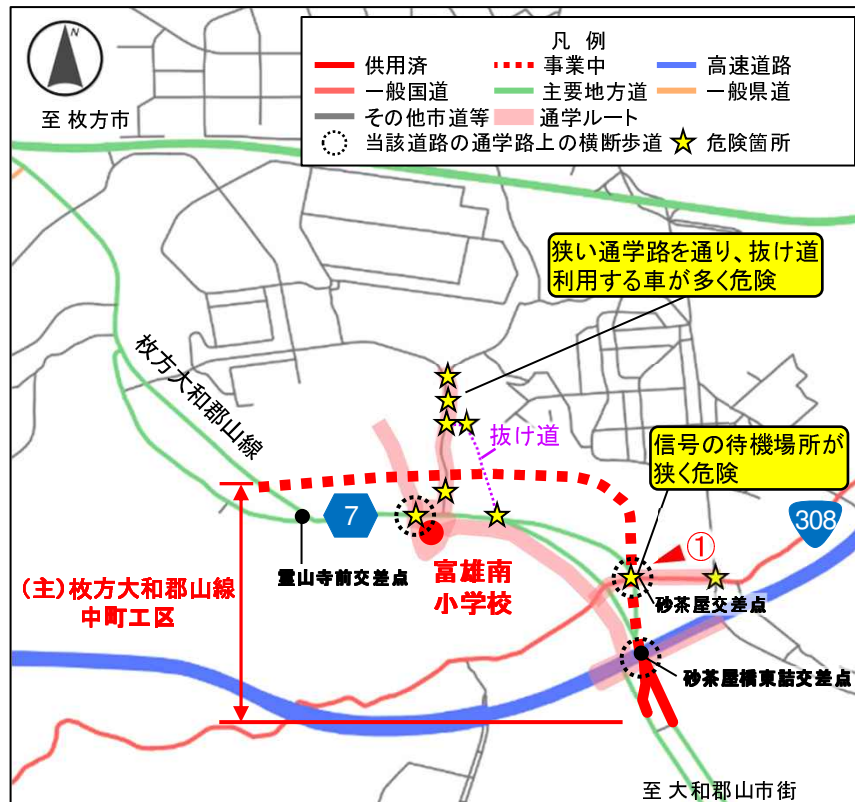 凡 例
供用済
事業中
高速道路
一般国道
主要地方道
一般県道
その他市道等
通学ルート
当該道路の通学路上の横断歩道
危険箇所
至 枚方市
狭い通学路を通り、抜け道
利用する車が多く危険
枚方大和郡山線
抜け道
信号の待機場所が
狭く危険
7
308
①
霊山寺前交差点
富雄南
小学校
砂茶屋交差点
(主)枚方大和郡山線
中町工区
砂茶屋橋東詰交差点
至 大和郡山市街